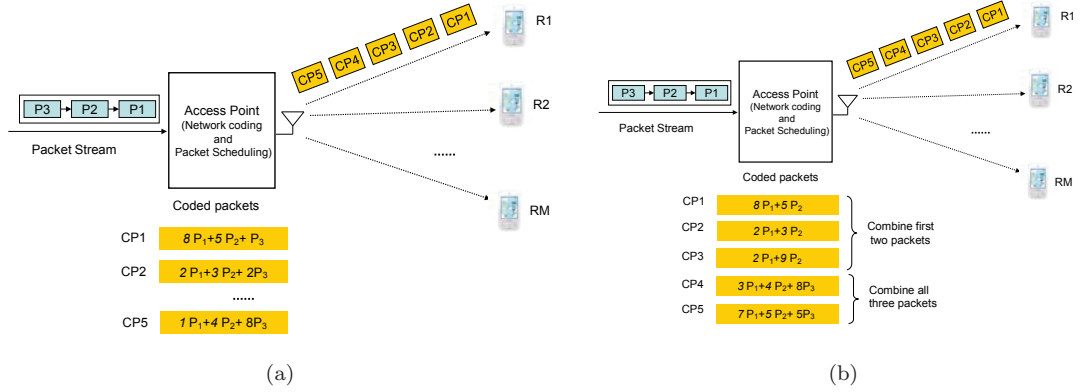 CP5 CP4 CP3 CP2 CP1
R1
P3 P2 P1
Packet Stream
Access Point
(Network coding
and
Packet Scheduling)
R2
......
RM
Coded packets
CP1 8 P₁+5 P₂+ P₃
CP2 2 P₁+3 P₂+ 2P₃
......
CP5 1 P₁+4 P₂+ 8P₃
(a)
CP5 CP4 CP3 CP2 CP1
R1
P3 P2 P1
Packet Stream
Access Point
(Network coding
and
Packet Scheduling)
R2
......
RM
Coded packets
CP1 8 P₁+5 P₂
CP2 2 P₁+3 P₂
CP3 2 P₁+9 P₂
Combine first
two packets
CP4 3 P₁+4 P₂+ 8P₃
CP5 7 P₁+5 P₂+ 5P₃
Combine all
three packets
(b)